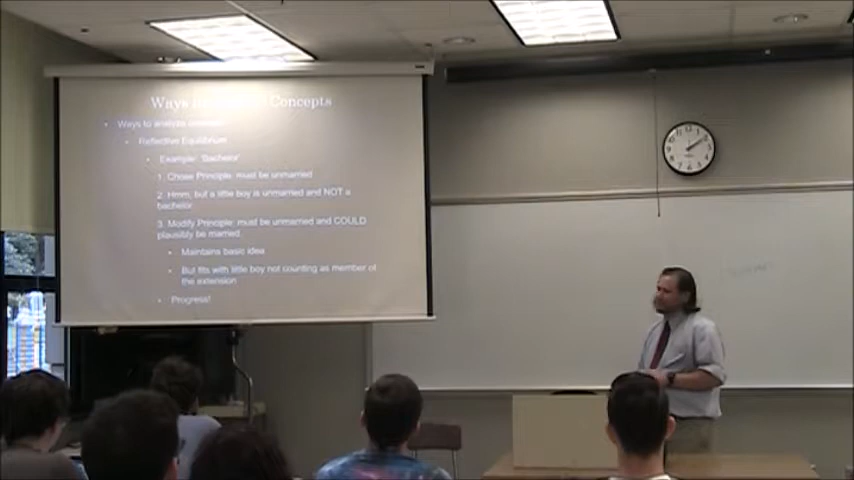 Ways Concepts
Ways to analyze
Reflective Equilibrium
Example: 'Bachelor'
1. Chose Principle: must be unmarried
2. Hmm, but a little boy is unmarried and NOT a
bachelor
3. Modify Principle: must be unmarried and COULD
plausibly be married.
Maintains basic idea
But fits with little boy not counting as member of
the extension
Progress!